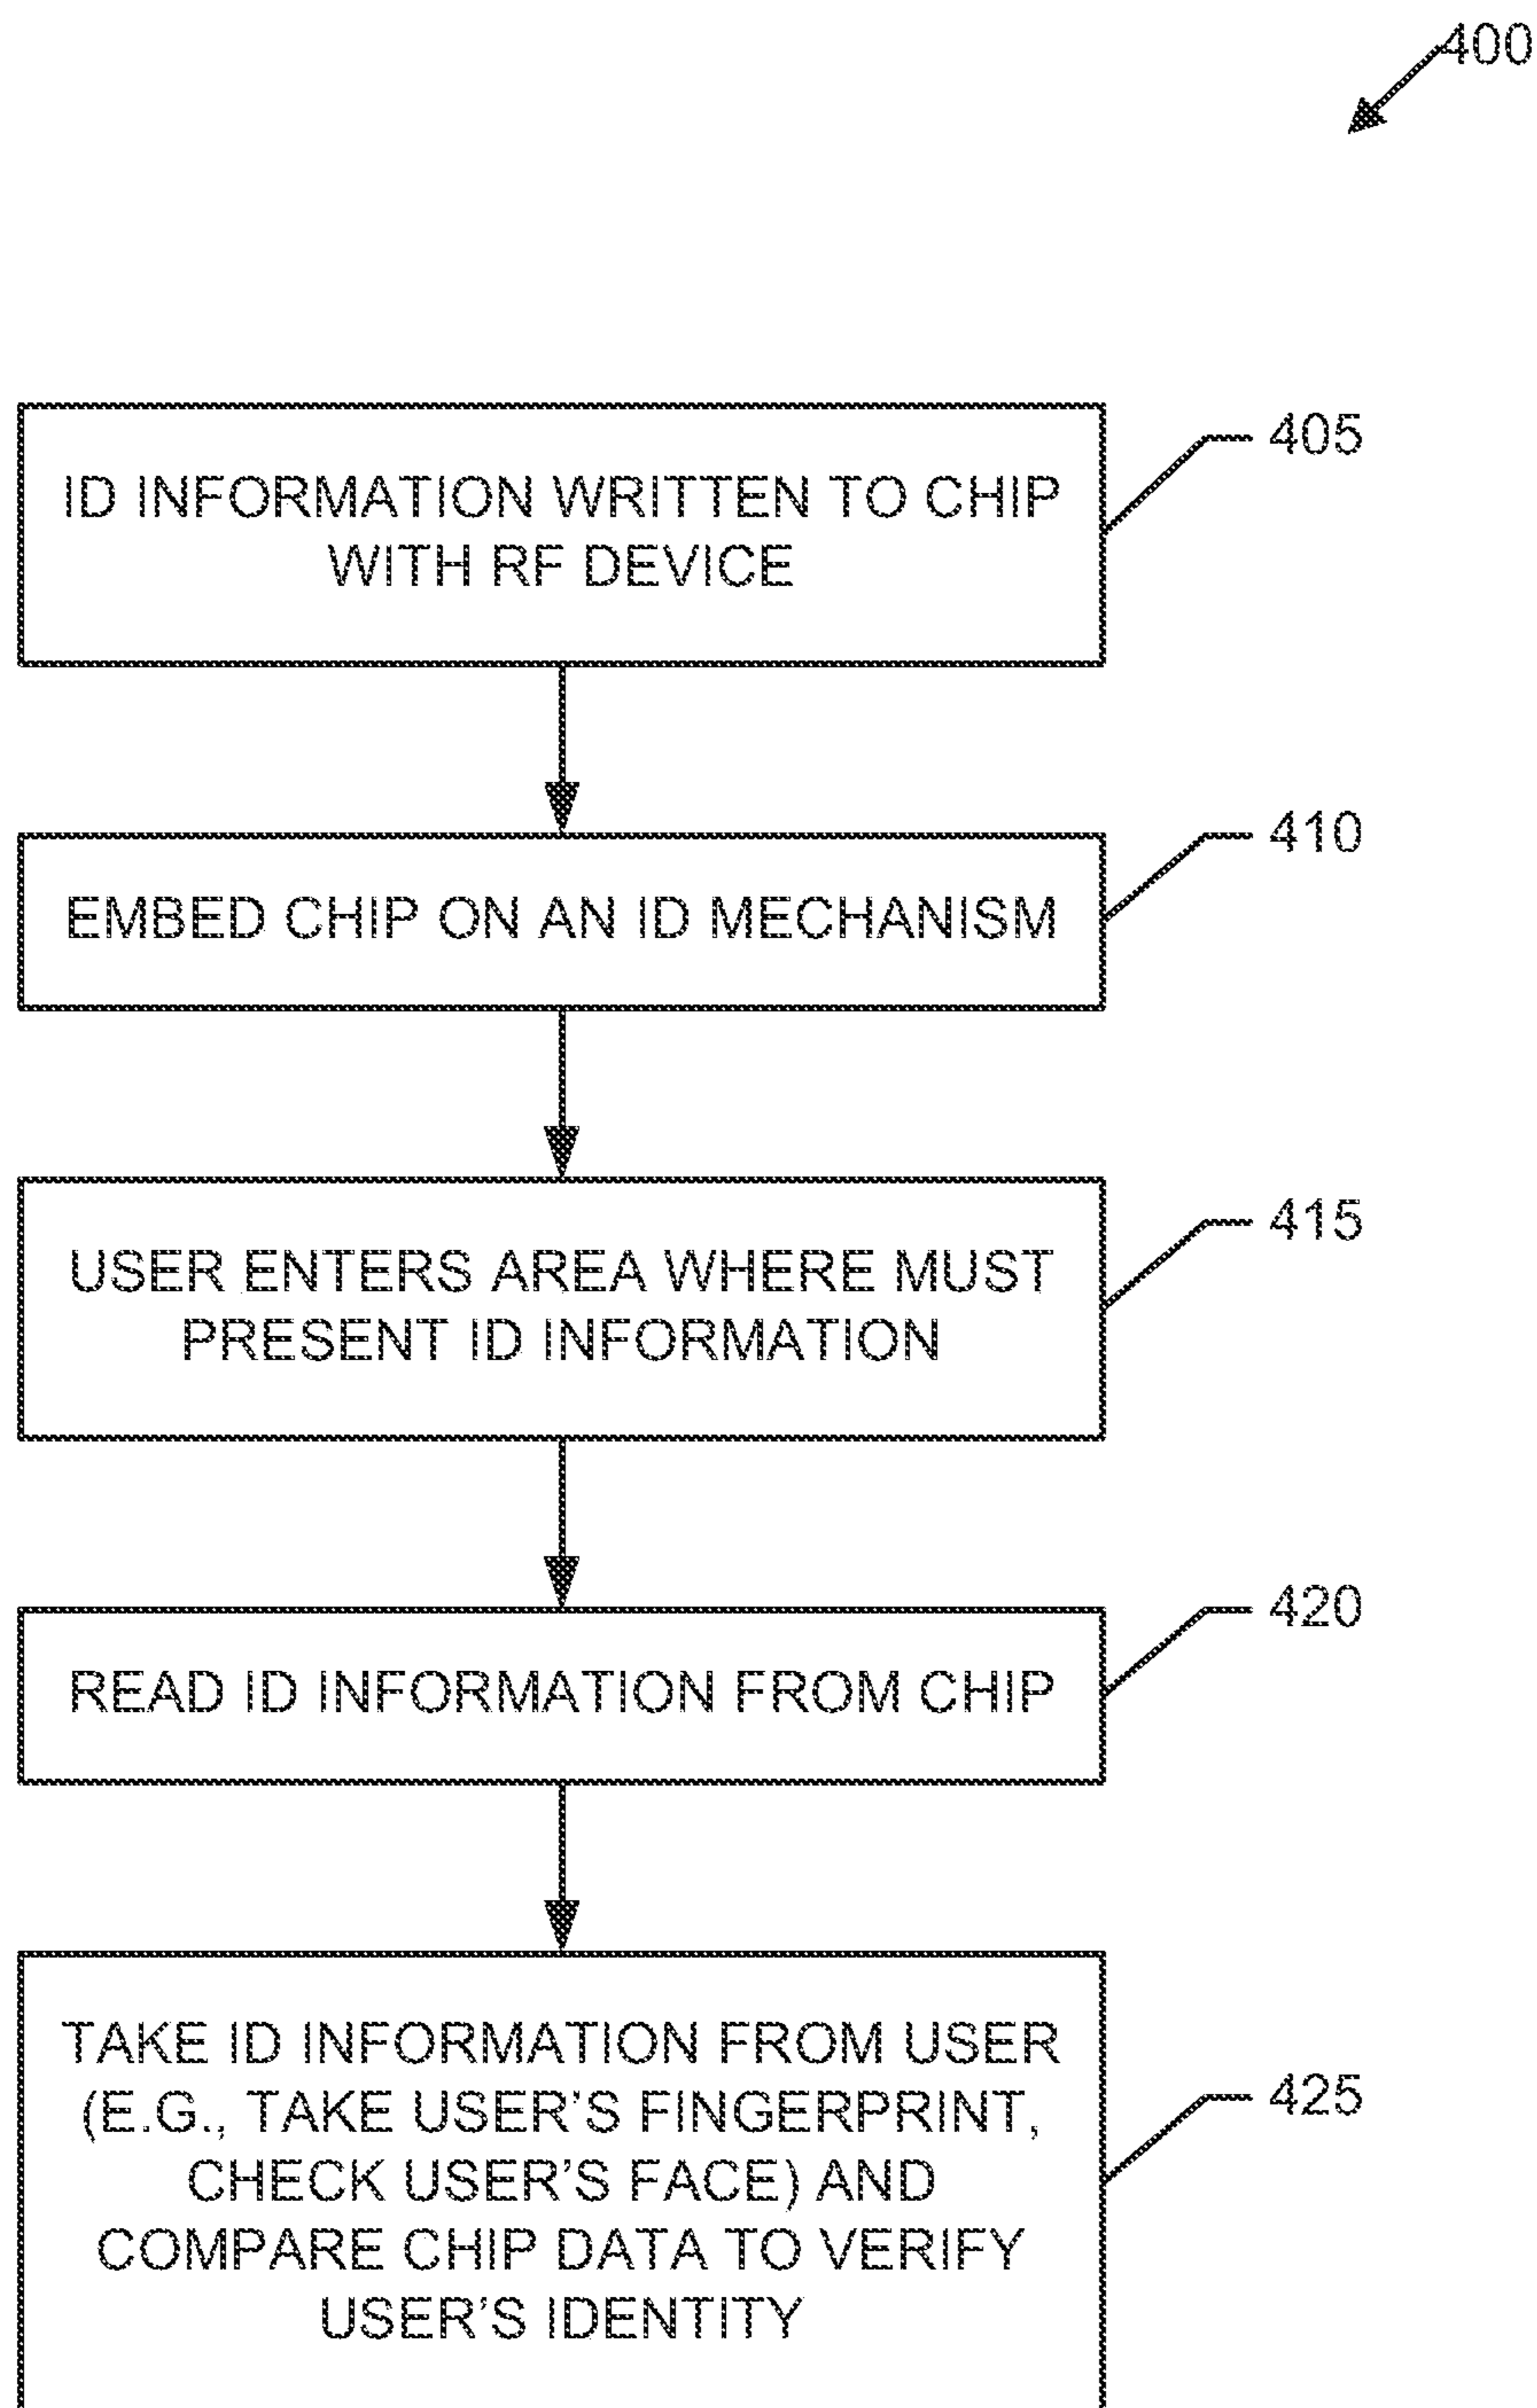 400
ID INFORMATION WRITTEN TO CHIP
WITH RF DEVICE
405
EMBED CHIP ON AN ID MECHANISM
410
USER ENTERS AREA WHERE MUST
PRESENT ID INFORMATION
415
READ ID INFORMATION FROM CHIP
420
TAKE ID INFORMATION FROM USER
(E.G., TAKE USER'S FINGERPRINT,
CHECK USER'S FACE) AND
COMPARE CHIP DATA TO VERIFY
USER'S IDENTITY
425